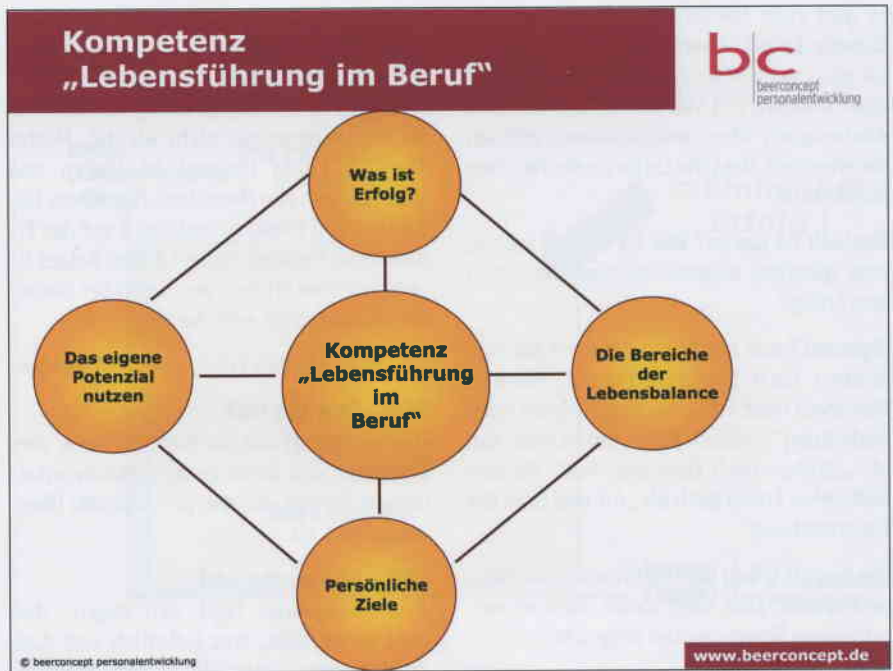 Kompetenz
„Lebensführung im Beruf“
bc
beerconcept
personalentwicklung
Was ist
Erfolg?
Das eigene
Potenzial
nutzen
Kompetenz
„Lebensführung
im
Beruf“
Die Bereiche
der
Lebensbalance
Persönliche
Ziele
© beerconcept personalentwicklung
www.beerconcept.de